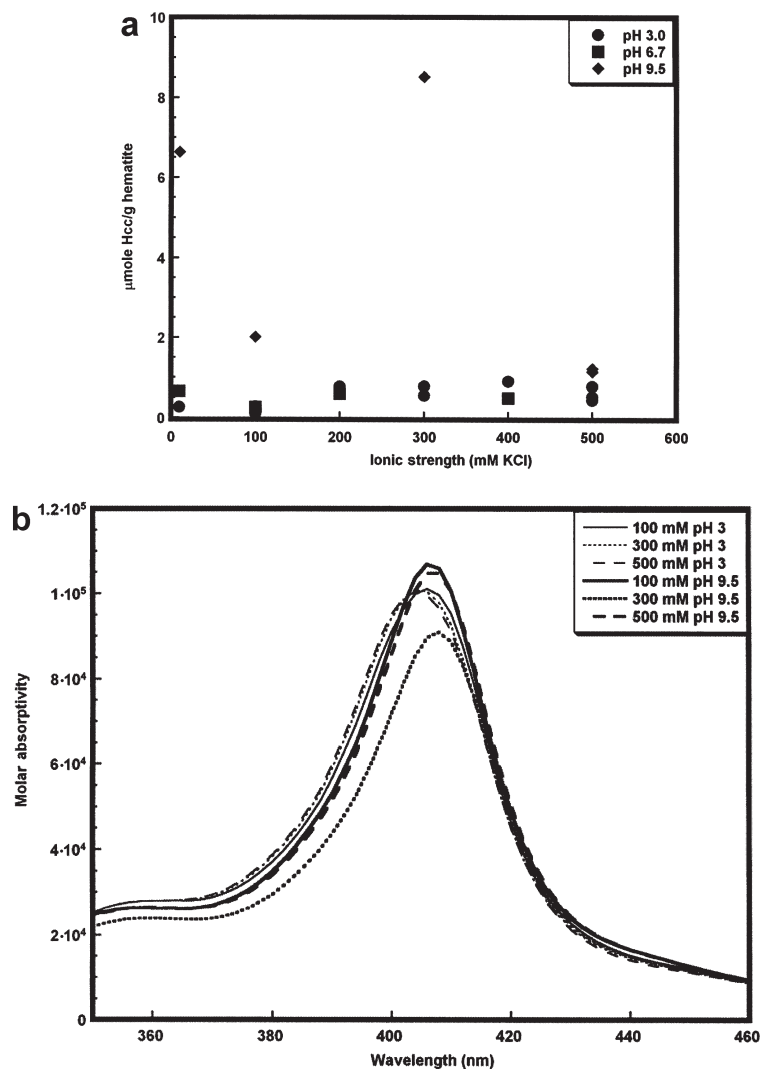 a
10
8
6
4
2
0
μmole Hcc/g hematite
pH 3.0
pH 6.7
pH 9.5
0 100 200 300 400 500 600
Ionic strength (mM KCl)
b
1.2·10⁵
1·10⁵
8·10⁴
6·10⁴
4·10⁴
2·10⁴
0
Molar absorptivity
100 mM pH 3
300 mM pH 3
500 mM pH 3
100 mM pH 9.5
300 mM pH 9.5
500 mM pH 9.5
360 380 400 420 440 460
Wavelength (nm)